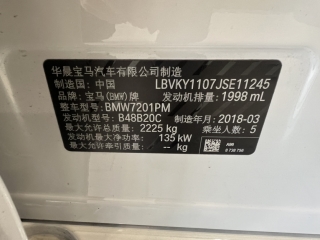 华晨宝马汽车有限公司制造
制造国：中国 LBVKY1107JSE11245
品牌：宝马(BMW)牌 发动机排量：1998 mL
整车型号：BMW7201PM
发动机型号：B48B20C 制造年月：2018-03
最大允许总质量：2225 kg 乘坐人数：5
发动机最大净功率：135 kW
最大允许牵引质量：-- kg